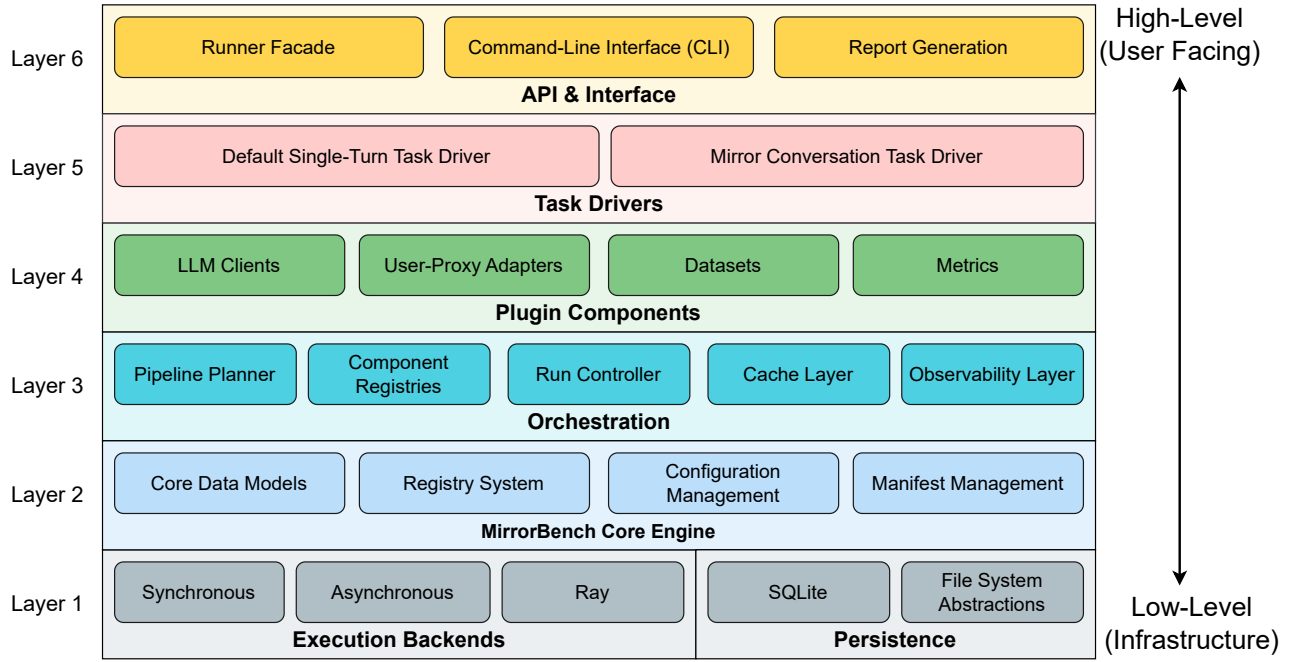 High-Level
(User Facing)
Layer 6
Runner Facade
Command-Line Interface (CLI)
Report Generation
API & Interface
Layer 5
Default Single-Turn Task Driver
Mirror Conversation Task Driver
Task Drivers
Layer 4
LLM Clients
User-Proxy Adapters
Datasets
Metrics
Plugin Components
Layer 3
Pipeline Planner
Component
Registries
Run Controller
Cache Layer
Observability Layer
Orchestration
Layer 2
Core Data Models
Registry System
Configuration
Management
Manifest Management
MirrorBench Core Engine
Layer 1
Synchronous
Asynchronous
Ray
Execution Backends
SQLite
File System
Abstractions
Persistence
Low-Level
(Infrastructure)